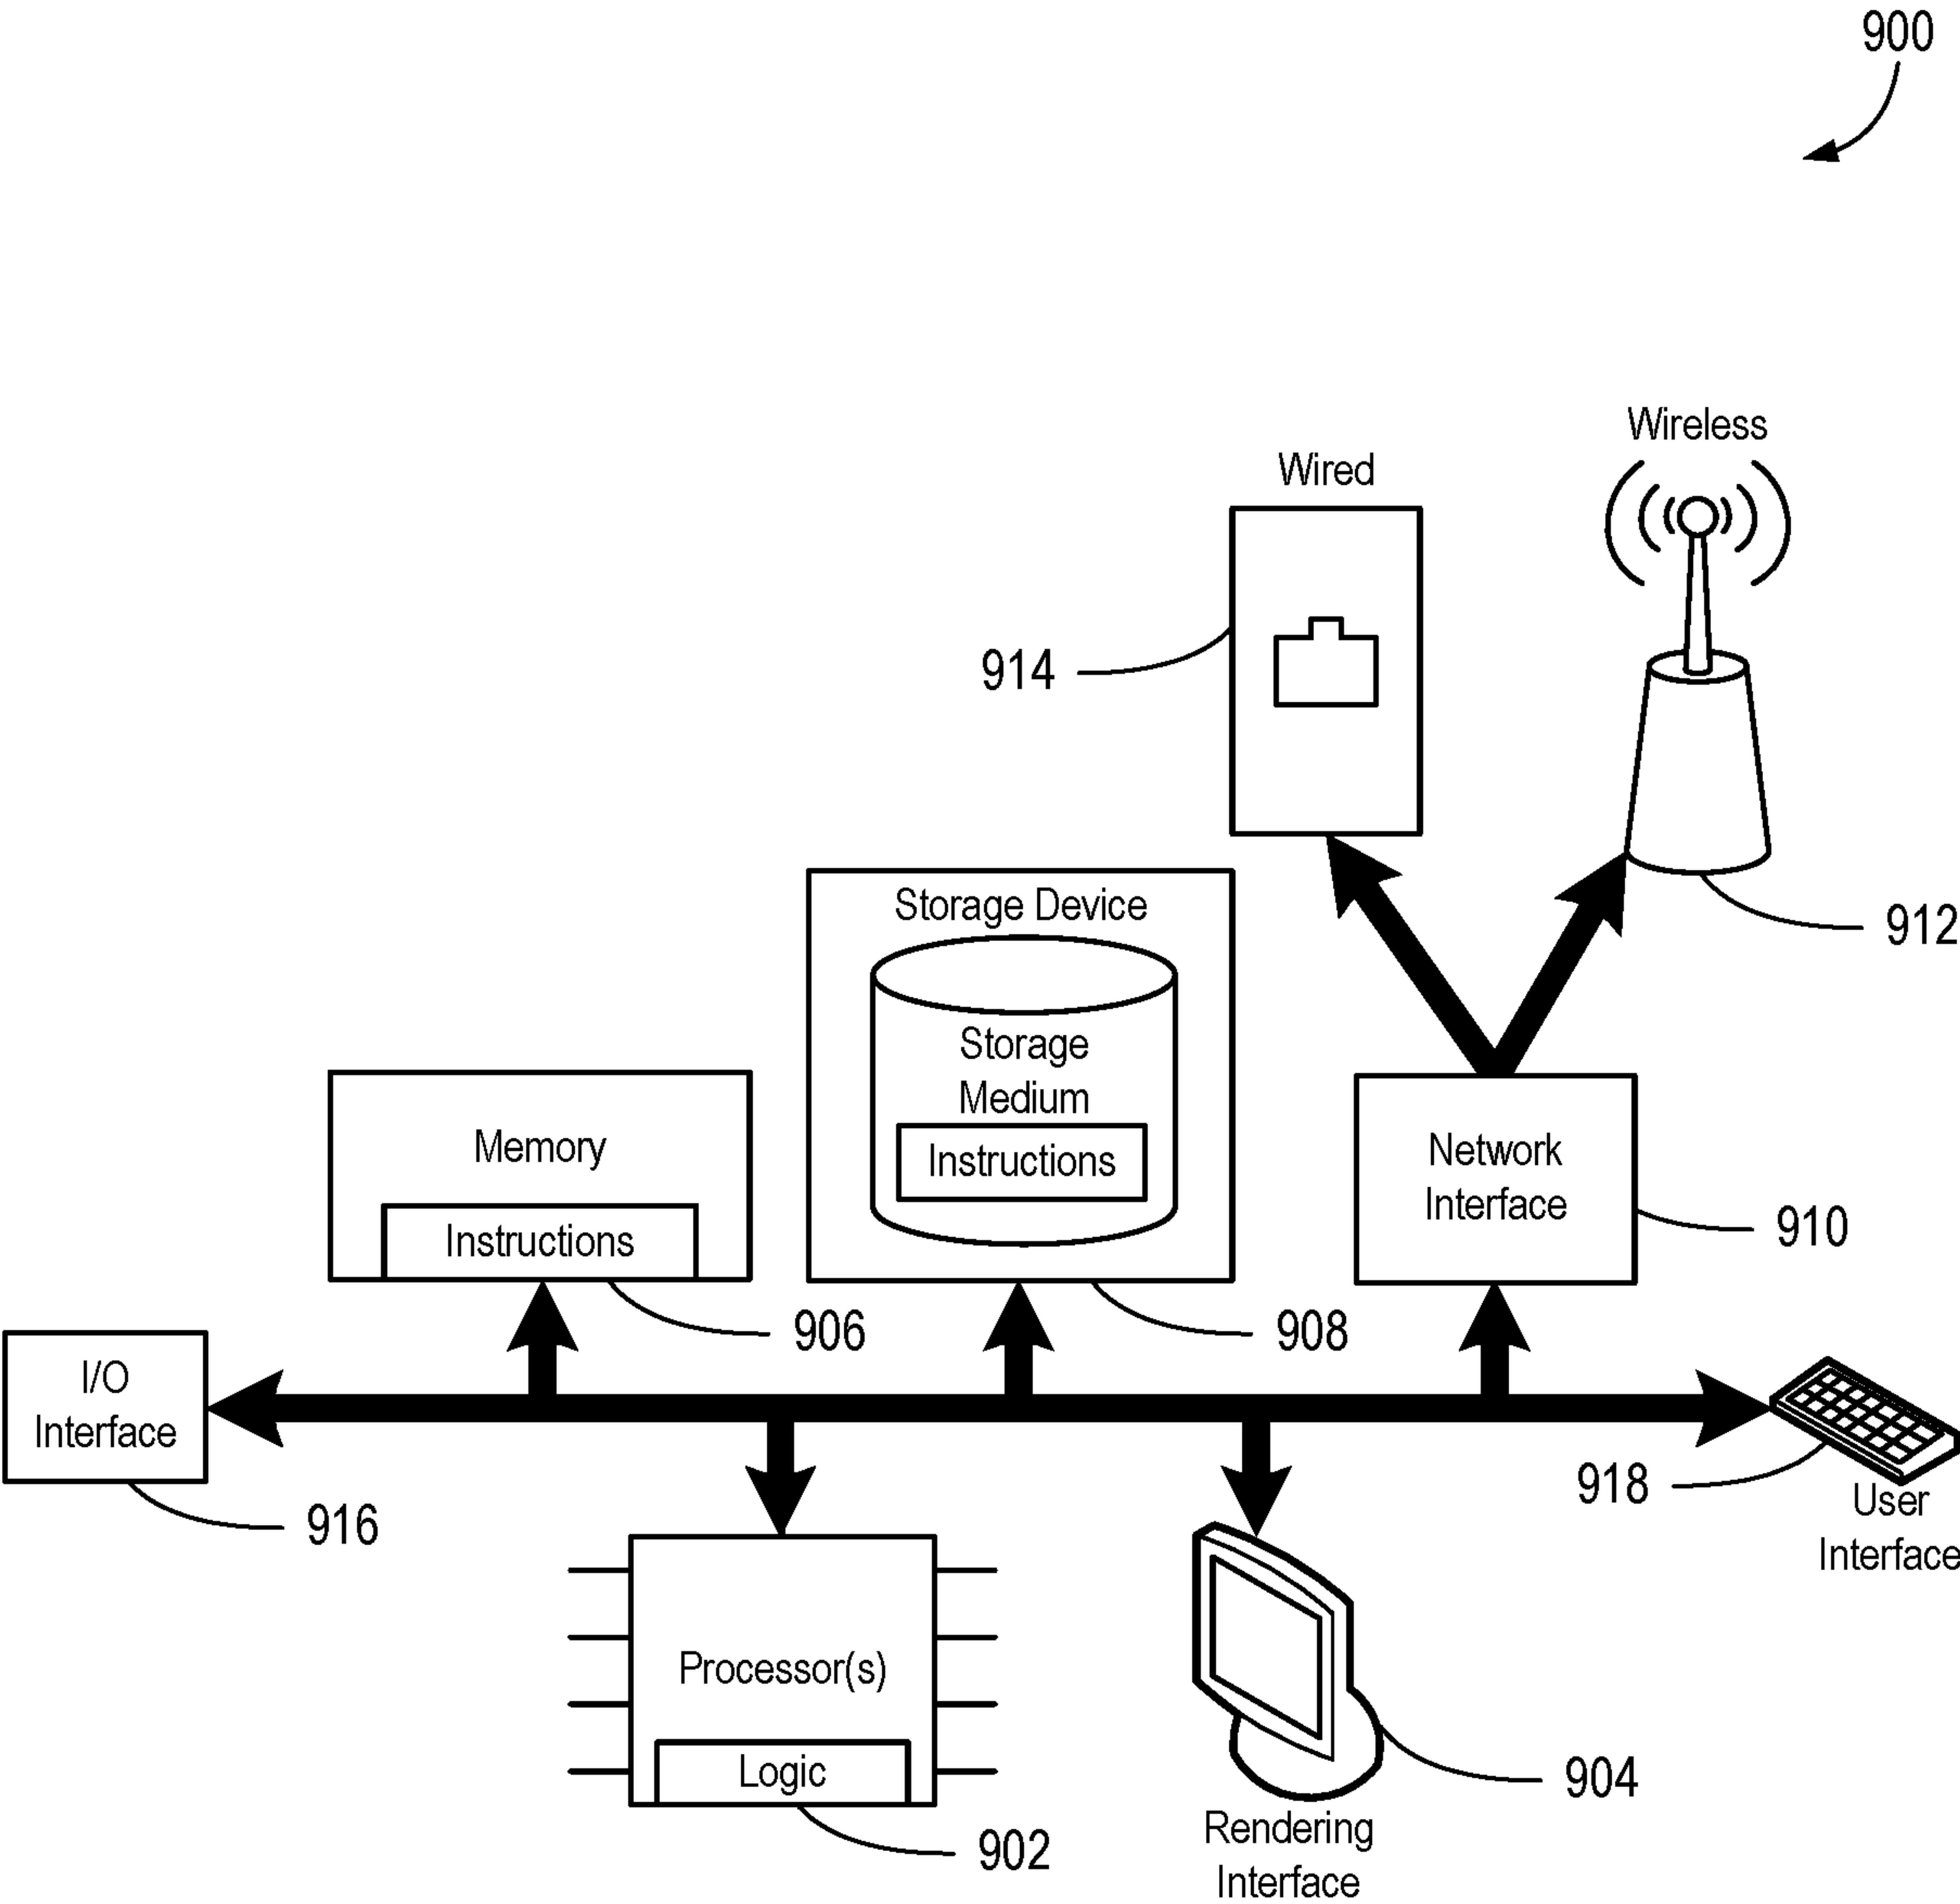 900
Wireless
Wired
914
912
Storage Device
Storage
Medium
Instructions
Memory
Instructions
Network
Interface
910
906
908
I/O
Interface
916
918
User
Interface
Processor(s)
Logic
902
904
Rendering
Interface